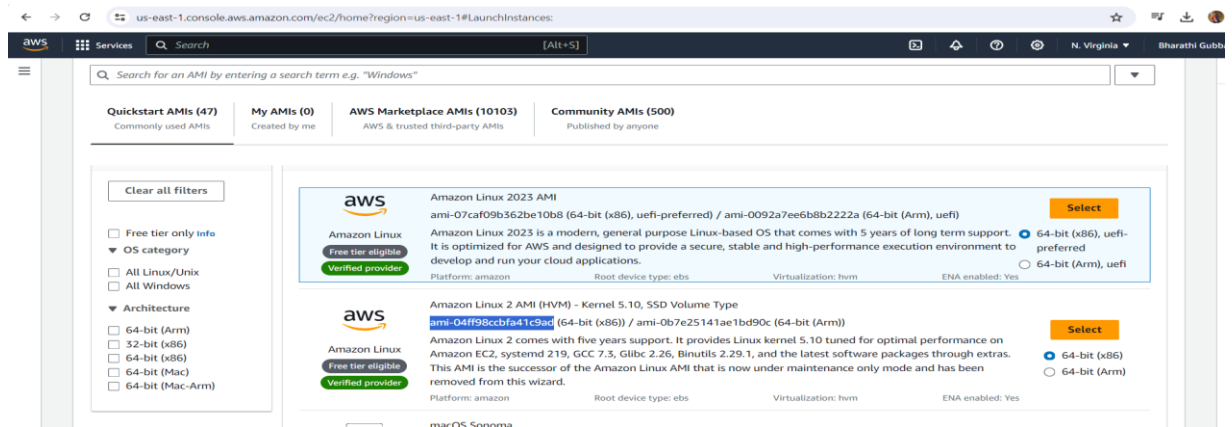 us-east-1.console.aws.amazon.com/ec2/home?region=us-east-1#LaunchInstances:
aws Services Search [Alt+S] N. Virginia Bharathi Gubba
Search for an AMI by entering a search term e.g. "Windows"
Quickstart AMIs (47) My AMIs (0) AWS Marketplace AMIs (10103) Community AMIs (500)
Commonly used AMIs Created by me AWS & trusted third-party AMIs Published by anyone
Clear all filters
Free tier only Info
OS category
All Linux/Unix
All Windows
Architecture
64-bit (Arm)
32-bit (x86)
64-bit (x86)
64-bit (Mac)
64-bit (Mac-Arm)
aws
Amazon Linux
Free tier eligible
Verified provider
Amazon Linux 2023 AMI
ami-07caf09b362be10b8 (64-bit (x86), uefi-preferred) / ami-0092a7ee6b8b2222a (64-bit (Arm), uefi)
Amazon Linux 2023 is a modern, general purpose Linux-based OS that comes with 5 years of long term support.
It is optimized for AWS and designed to provide a secure, stable and high-performance execution environment to
develop and run your cloud applications.
Platform: amazon Root device type: ebs Virtualization: hvm ENA enabled: Yes
Select
64-bit (x86), uefi-
preferred
64-bit (Arm), uefi
aws
Amazon Linux
Free tier eligible
Verified provider
Amazon Linux 2 AMI (HVM) - Kernel 5.10, SSD Volume Type
ami-04ff98ccbfa41c9ad (64-bit (x86)) / ami-0b7e25141ae1bd90c (64-bit (Arm))
Amazon Linux 2 comes with five years support. It provides Linux kernel 5.10 tuned for optimal performance on
Amazon EC2, systemd 219, GCC 7.3, Glibc 2.26, Binutils 2.29.1, and the latest software packages through extras.
This AMI is the successor of the Amazon Linux AMI that is now under maintenance only mode and has been
removed from this wizard.
Platform: amazon Root device type: ebs Virtualization: hvm ENA enabled: Yes
Select
64-bit (x86)
64-bit (Arm)
macOS Sonoma